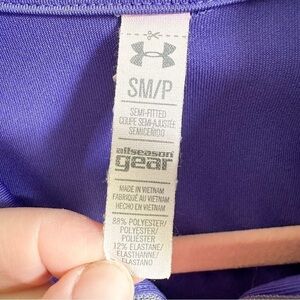 SM/P
SEMI-FITTED
COUPE SEMI-AJUSTÉE
SEMICEÑIDO
allseason
gear
MADE IN VIETNAM
FABRIQUÉ AU VIETNAM
HECHO EN VIETNAM
88% POLYESTER/
POLYESTER/
POLIÉSTER
12% ELASTANE/
ELASTHANNE/
ELASTANO